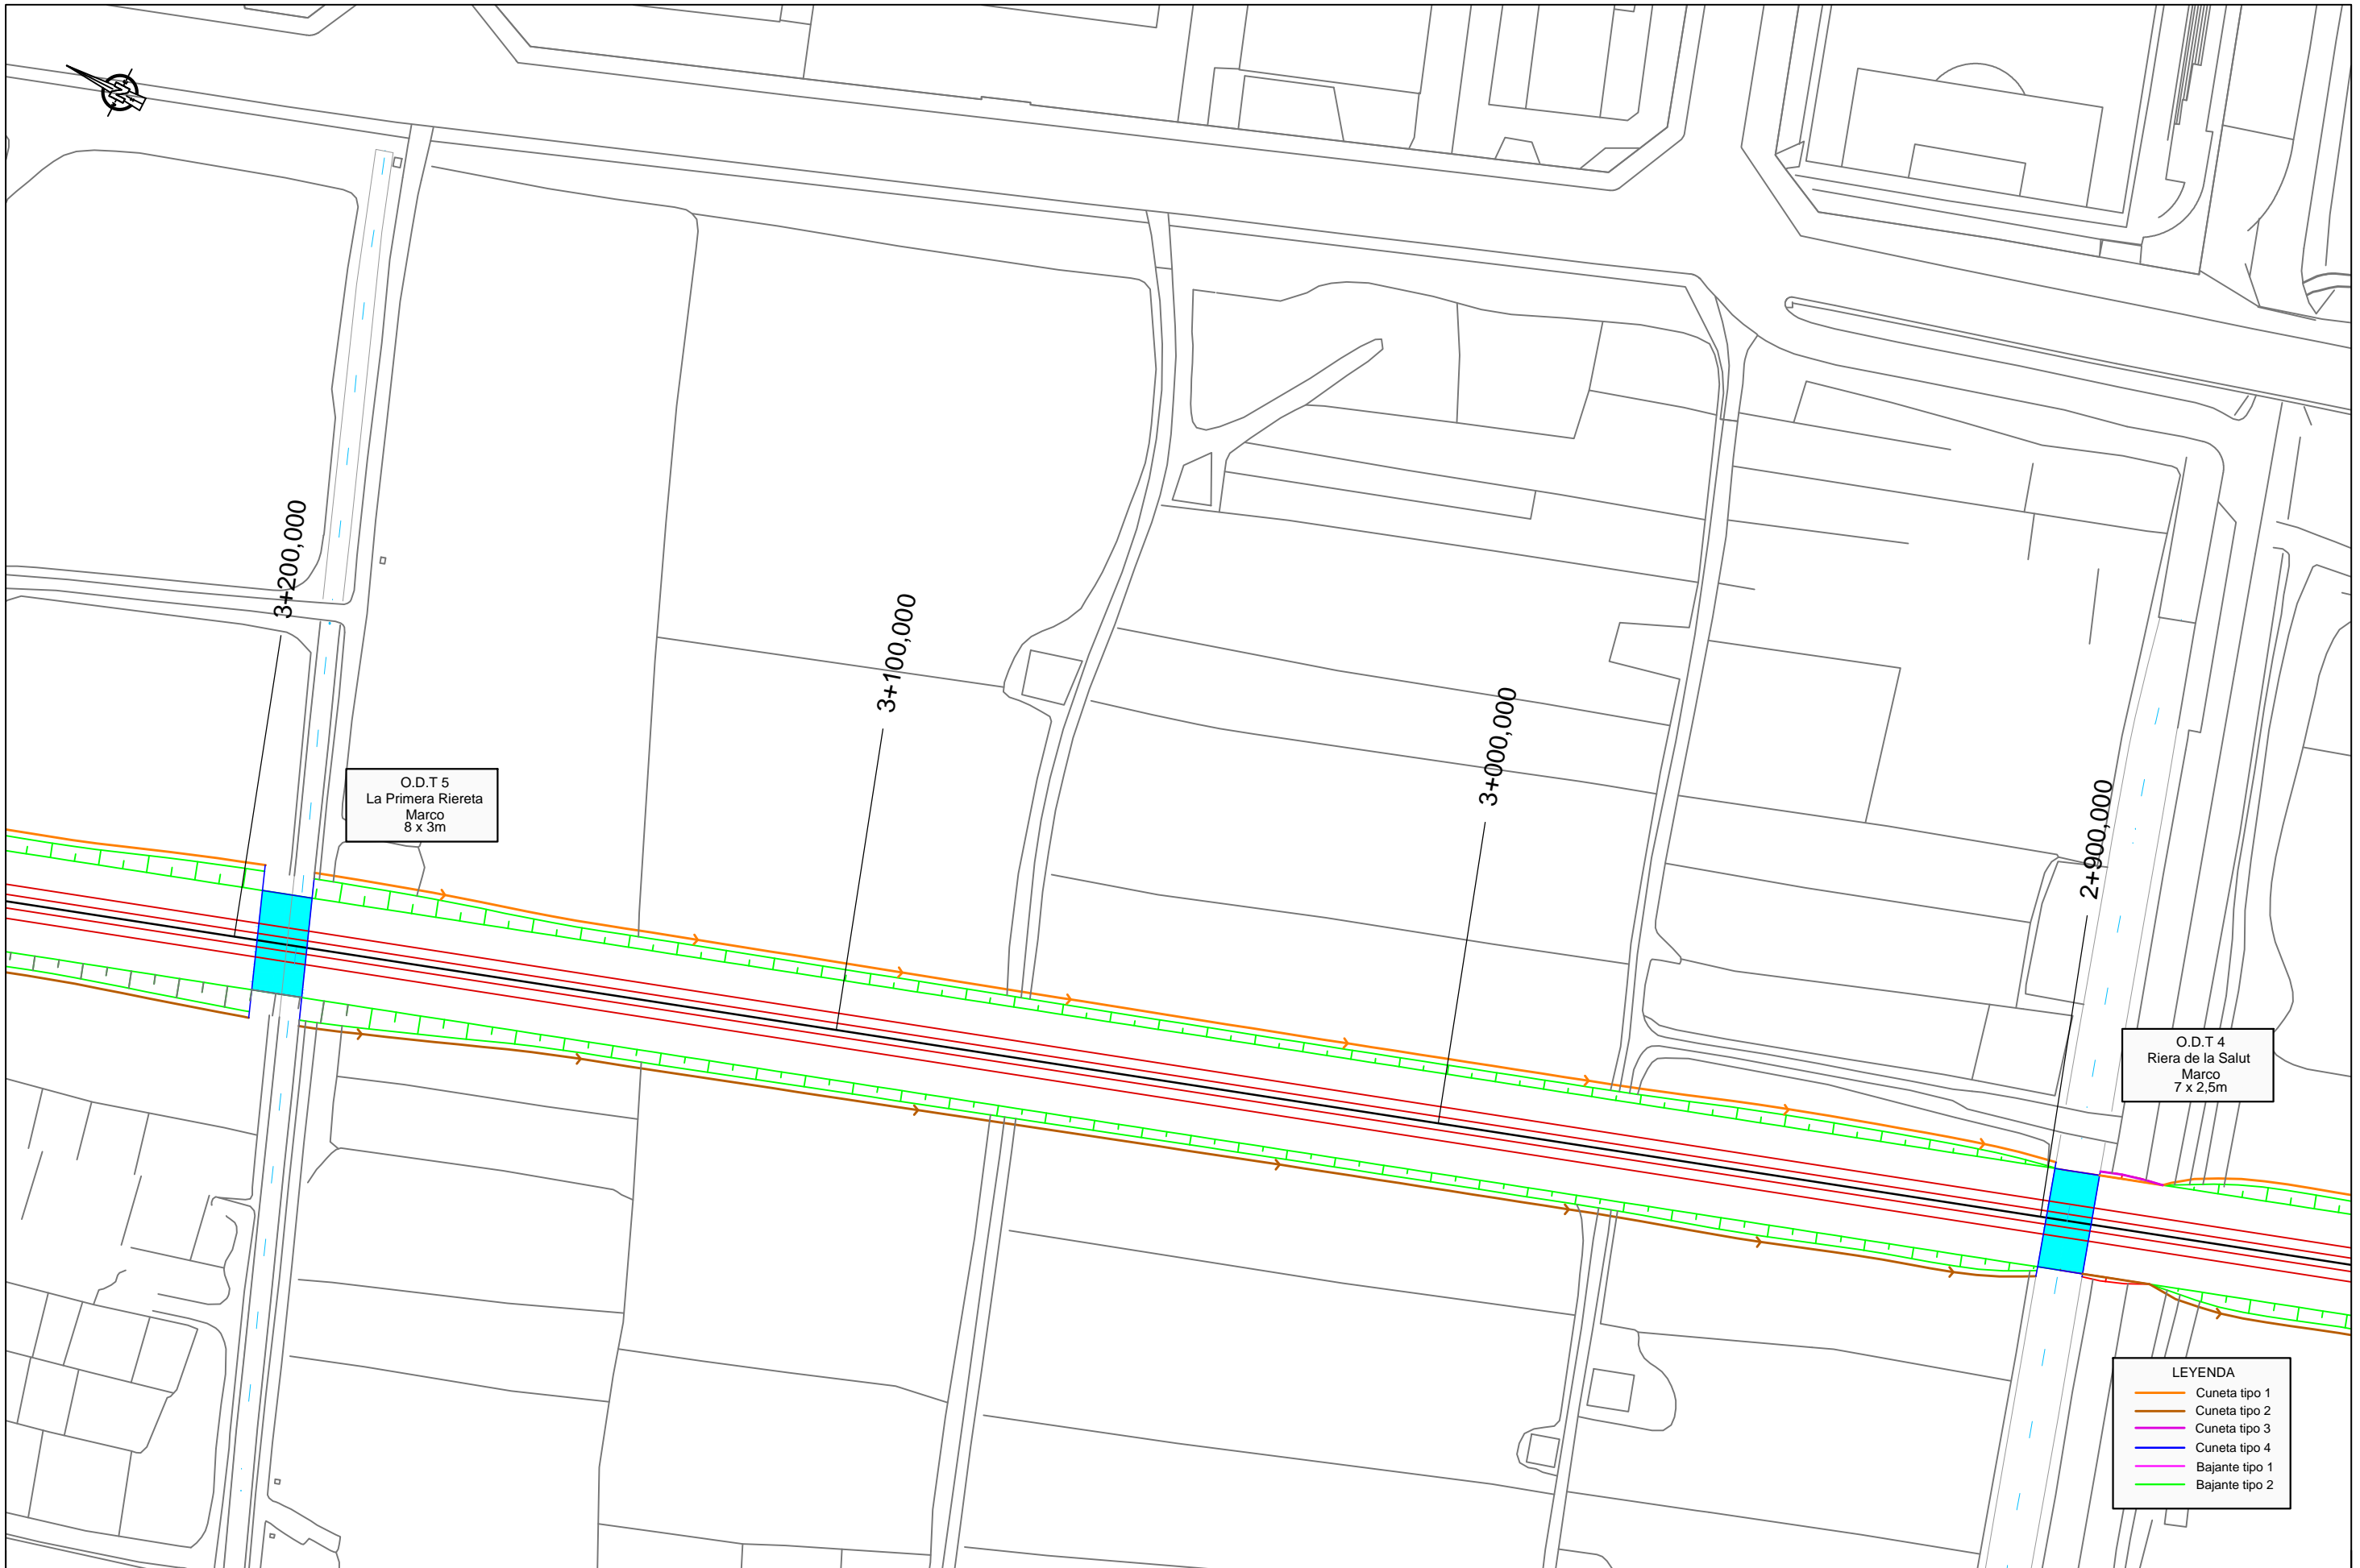 N
3+200,000
3+100,000
3+000,000
2+900,000
O.D.T 5
La Primera Riereta
Marco
8 x 3m
O.D.T 4
Riera de la Salut
Marco
7 x 2,5m
LEYENDA
Cuneta tipo 1
Cuneta tipo 2
Cuneta tipo 3
Cuneta tipo 4
Bajante tipo 1
Bajante tipo 2